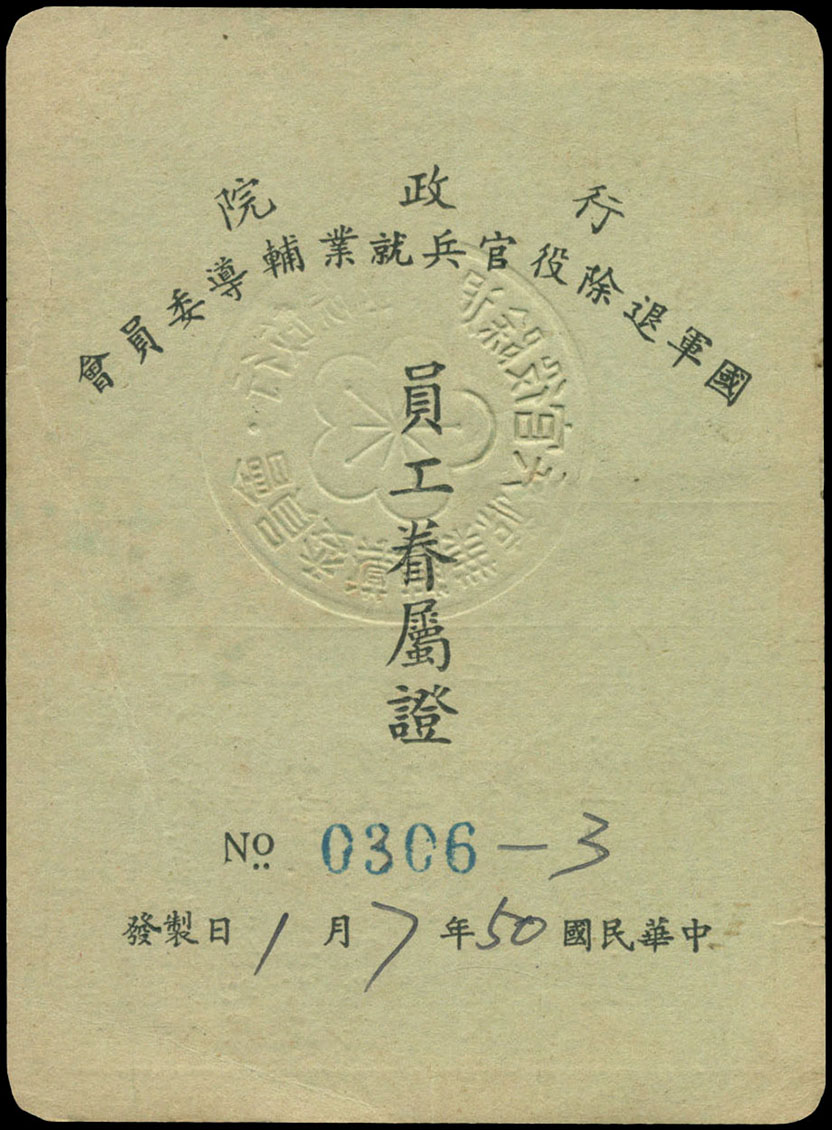 行政院
國軍退除役官兵就業輔導委員會
員工眷屬證
No 0306-3
中華民國50年7月1日製發